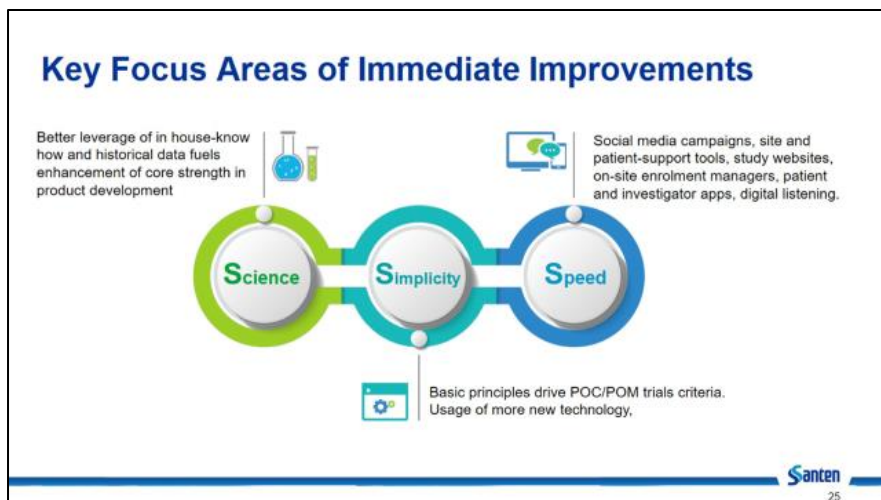 Key Focus Areas of Immediate Improvements
Better leverage of in house-know
how and historical data fuels
enhancement of core strength in
product development
Social media campaigns, site and
patient-support tools, study websites,
on-site enrolment managers, patient
and investigator apps, digital listening.
Science
Simplicity
Speed
Basic principles drive POC/POM trials criteria.
Usage of more new technology,
Santen
25